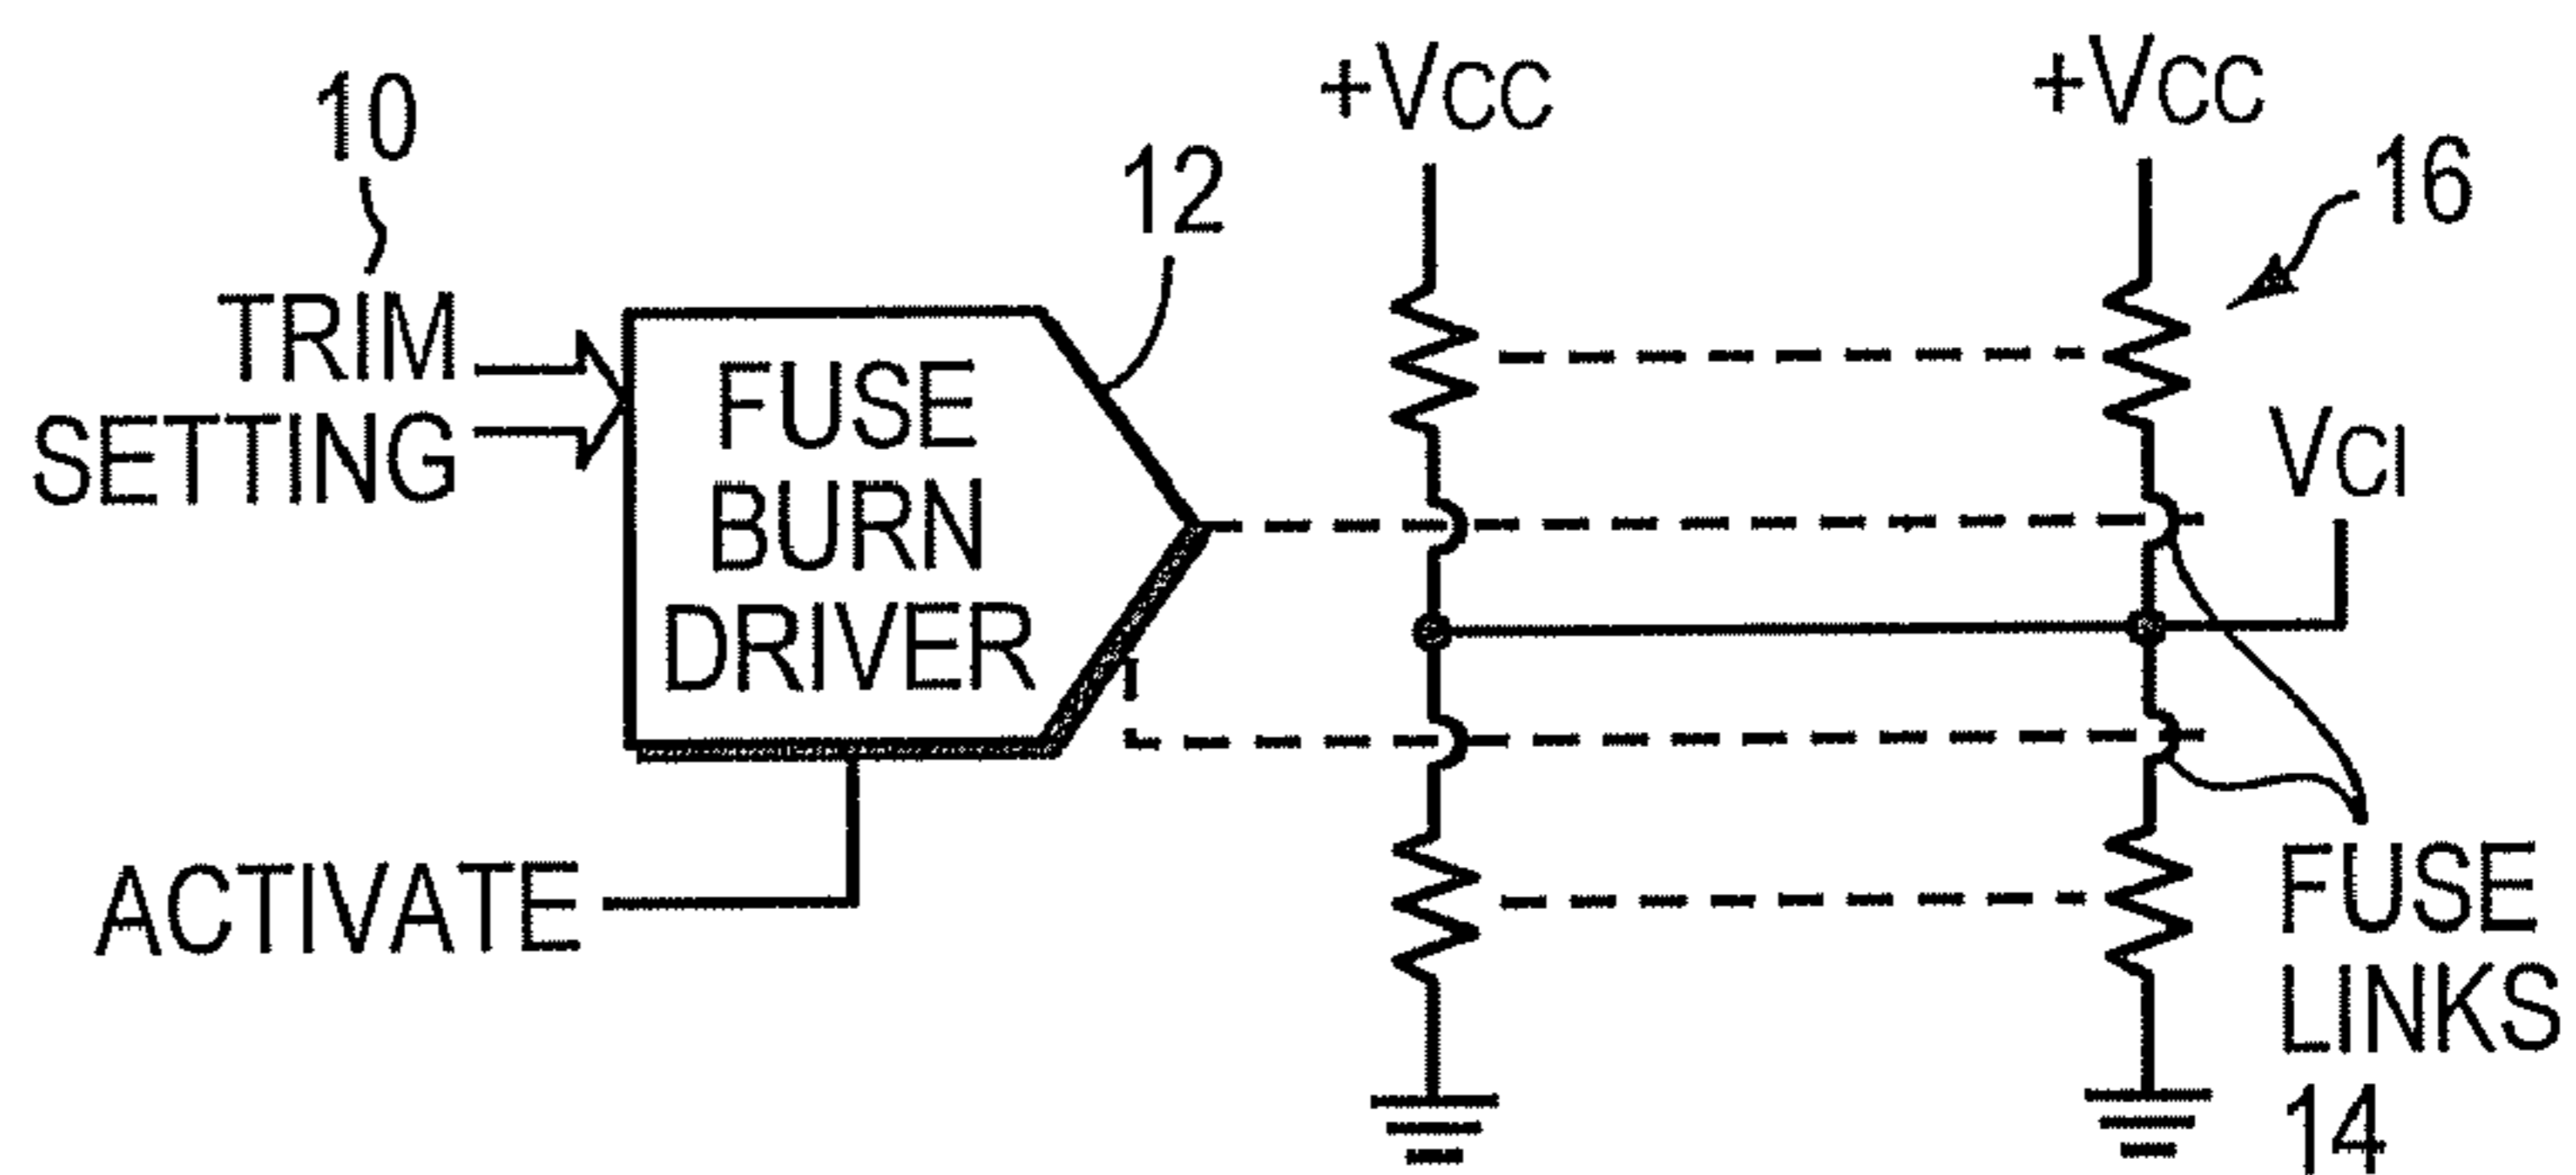 10
TRIM
SETTING
12
FUSE
BURN
DRIVER
ACTIVATE
+VCC
+VCC
16
VCI
FUSE
LINKS
14